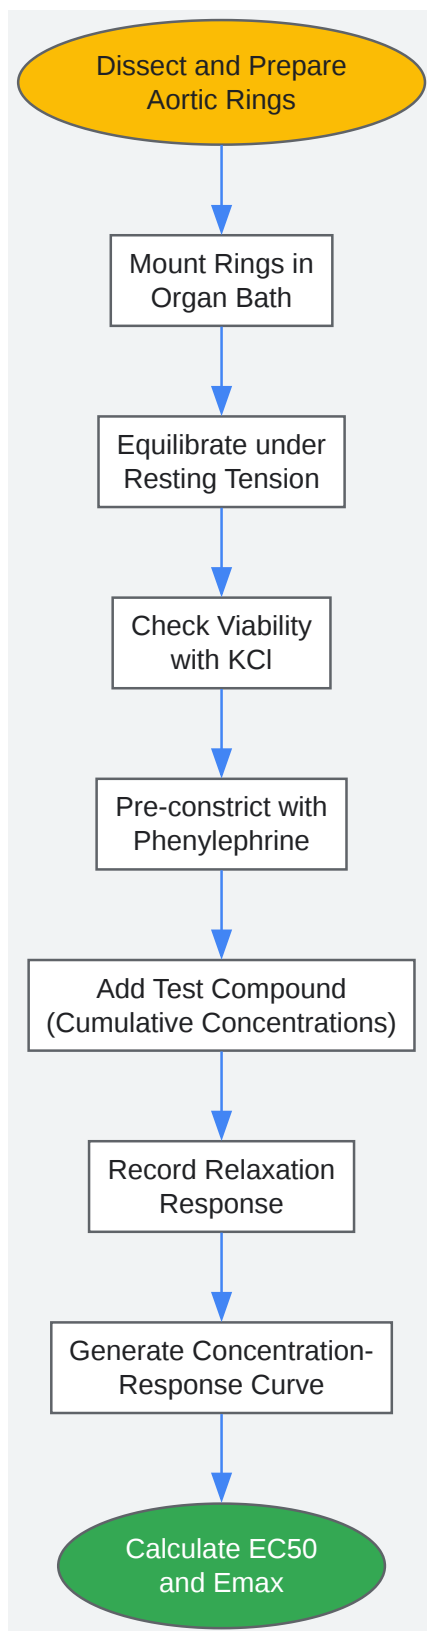 Dissect and Prepare
Aortic Rings
Mount Rings in
Organ Bath
Equilibrate under
Resting Tension
Check Viability
with KCl
Pre-constrict with
Phenylephrine
Add Test Compound
(Cumulative Concentrations)
Record Relaxation
Response
Generate Concentration-
Response Curve
Calculate EC50
and Emax